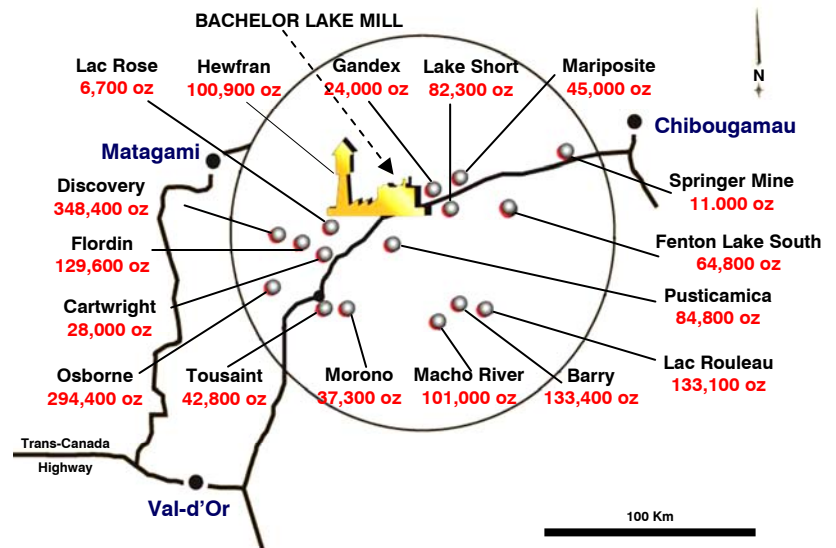 BACHELOR LAKE MILL
Lac Rose
6,700 oz
Hewfran
100,900 oz
Gandex
24,000 oz
Lake Short
82,300 oz
Mariposite
45,000 oz
N
Chibougamau
Matagami
Discovery
348,400 oz
Springer Mine
11.000 oz
Flordin
129,600 oz
Fenton Lake South
64,800 oz
Cartwright
28,000 oz
Pusticamica
84,800 oz
Osborne
294,400 oz
Tousaint
42,800 oz
Morono
37,300 oz
Macho River
101,000 oz
Barry
133,400 oz
Lac Rouleau
133,100 oz
Trans-Canada
Highway
Val-d'Or
100 Km